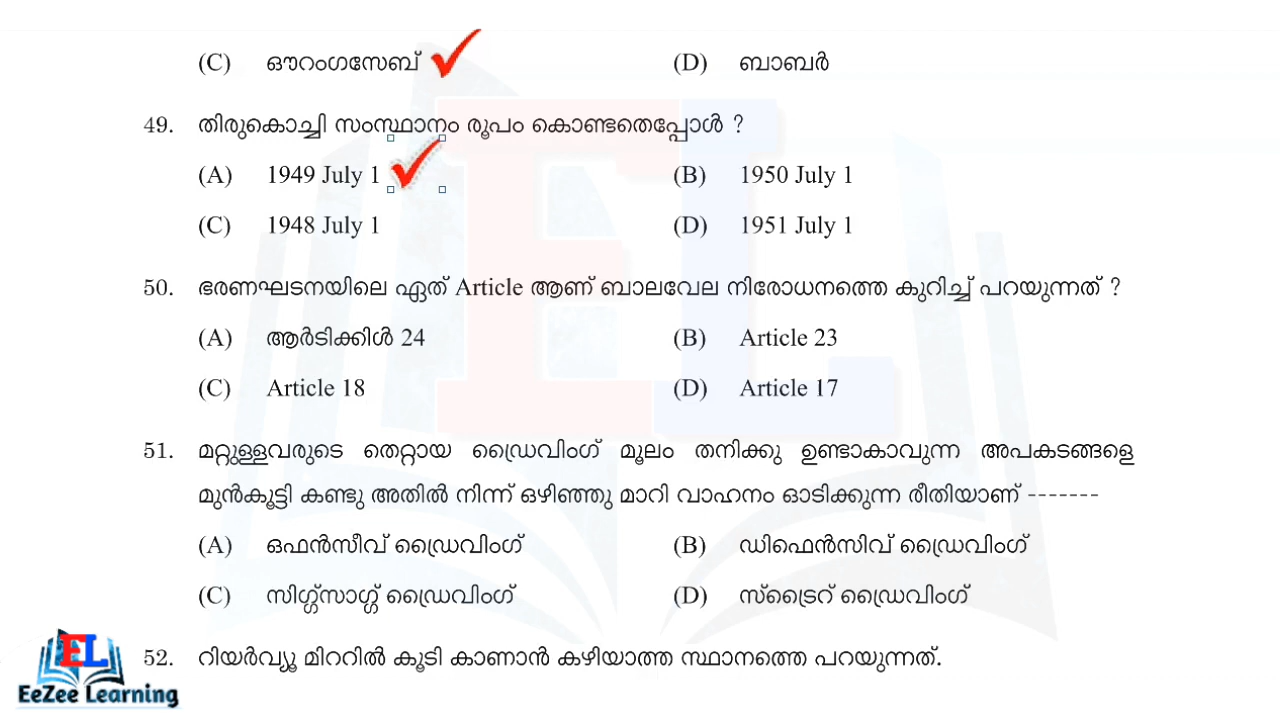 (C) ഔറംഗസേബ് (D) ബാബർ
49. തിരുകൊച്ചി സംസ്ഥാനം രൂപം കൊണ്ടതെപ്പോൾ ?
(A) 1949 July 1 (B) 1950 July 1
(C) 1948 July 1 (D) 1951 July 1
50. ഭരണഘടനയിലെ ഏത് Article ആണ് ബാലവേല നിരോധനത്തെ കുറിച്ച് പറയുന്നത് ?
(A) ആർടിക്കിൾ 24 (B) Article 23
(C) Article 18 (D) Article 17
51. മറ്റുള്ളവരുടെ തെറ്റായ ഡ്രൈവിംഗ് മൂലം തനിക്കു ഉണ്ടാകാവുന്ന അപകടങ്ങളെ
മുൻകൂട്ടി കണ്ടു അതിൽ നിന്ന് ഒഴിഞ്ഞു മാറി വാഹനം ഓടിക്കുന്ന രീതിയാണ് -------
(A) ഒഫൻസീവ് ഡ്രൈവിംഗ് (B) ഡിഫെൻസിവ് ഡ്രൈവിംഗ്
(C) സിഗ്ഗ്സാഗ്ഗ് ഡ്രൈവിംഗ് (D) സ്ട്രൈറ് ഡ്രൈവിംഗ്
52. റിയർവ്യൂ മിററിൽ കൂടി കാണാൻ കഴിയാത്ത സ്ഥാനത്തെ പറയുന്നത്.
EL
EeZee Learning